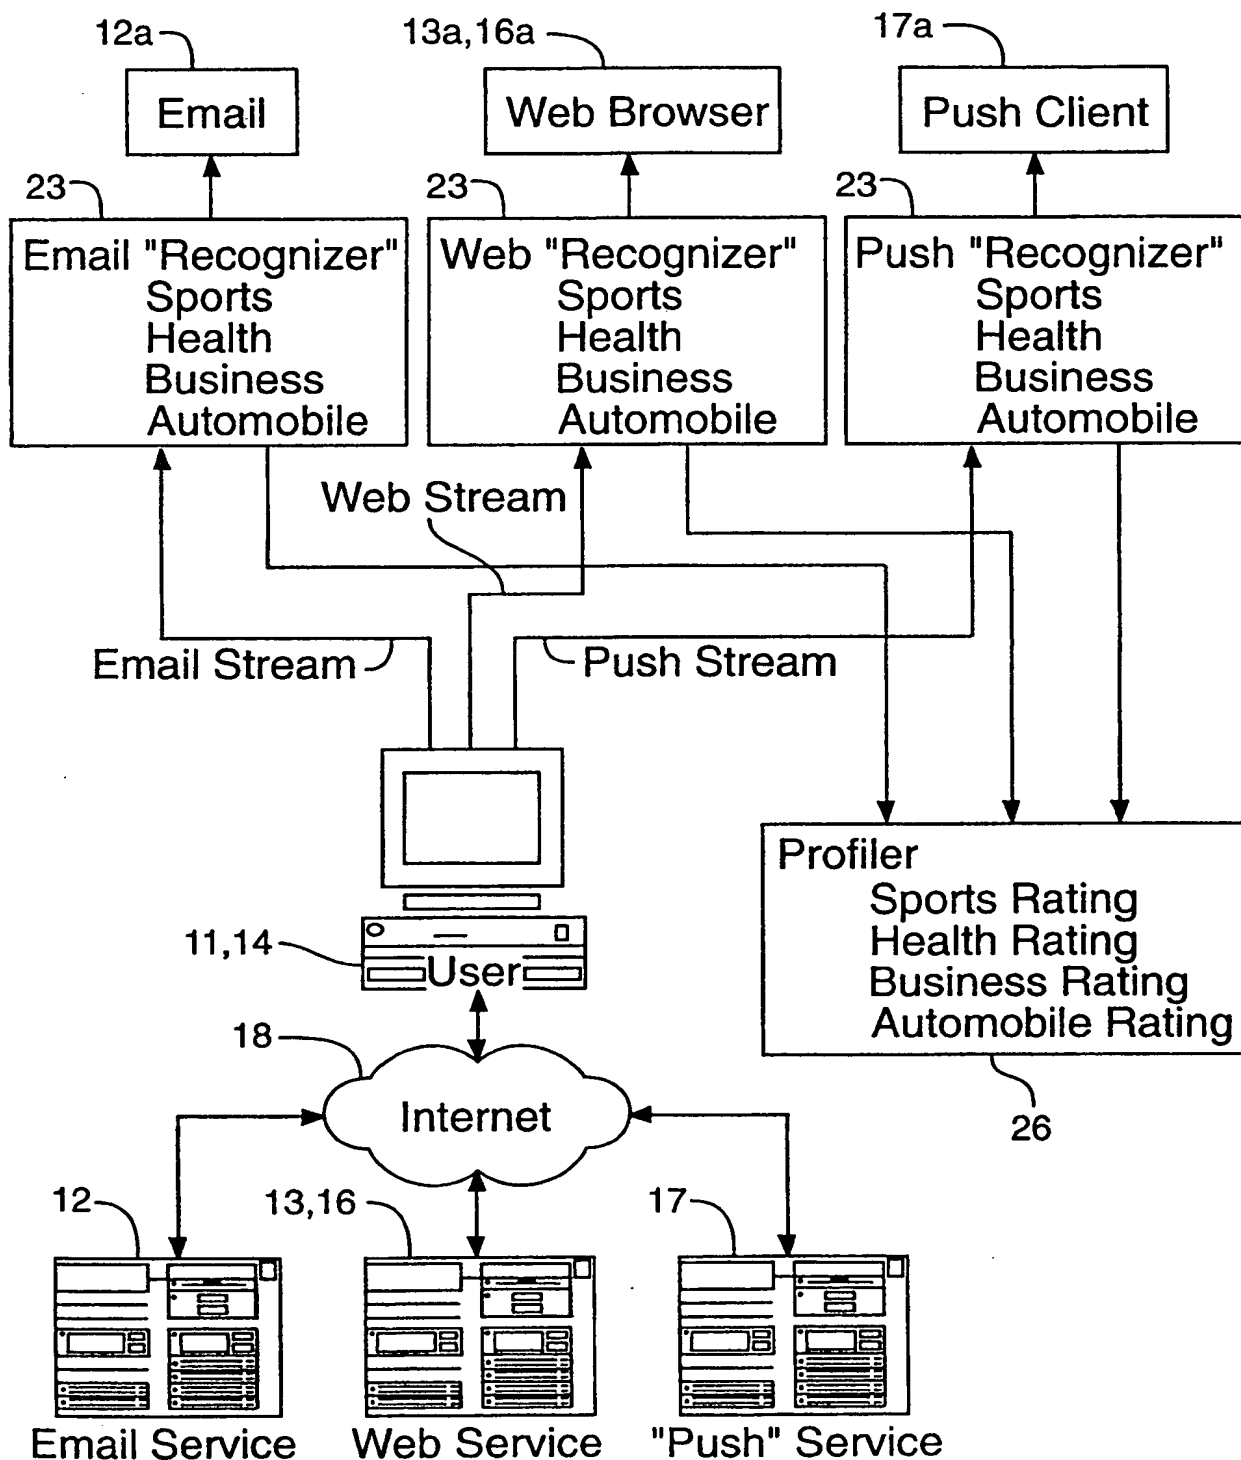 12a
13a,16a
17a
Email
Web Browser
Push Client
23
23
23
Email "Recognizer"
Sports
Health
Business
Automobile
Web "Recognizer"
Sports
Health
Business
Automobile
Push "Recognizer"
Sports
Health
Business
Automobile
Web Stream
Email Stream
Push Stream
Profiler
Sports Rating
Health Rating
Business Rating
Automobile Rating
11,14
User
18
Internet
26
12
13,16
17
Email Service
Web Service
"Push" Service